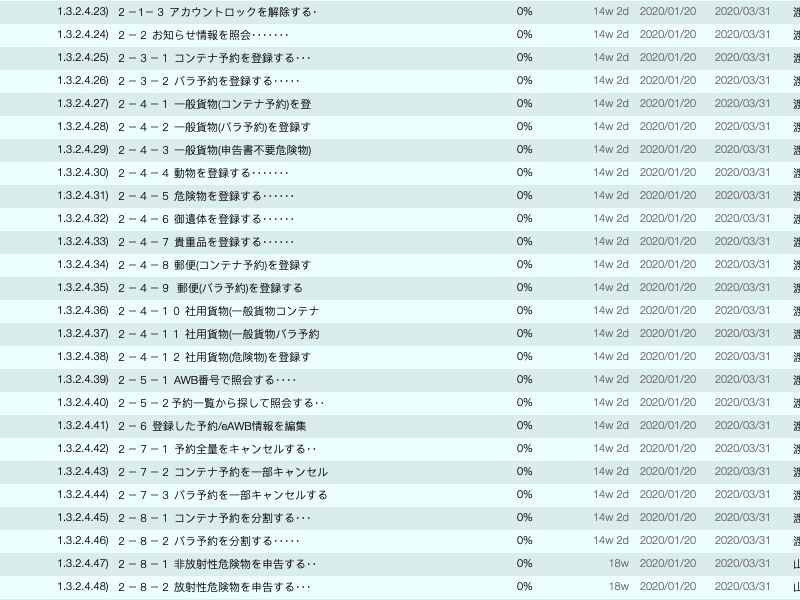 1.3.2.4.23) ２－１－３ アカウントロックを解除する･ 0% 14w 2d 2020/01/20 2020/03/31 渡
1.3.2.4.24) ２－２ お知らせ情報を照会･･･････ 0% 14w 2d 2020/01/20 2020/03/31 渡
1.3.2.4.25) ２－３－１ コンテナ予約を登録する･･･ 0% 14w 2d 2020/01/20 2020/03/31 渡
1.3.2.4.26) ２－３－２ バラ予約を登録する･････ 0% 14w 2d 2020/01/20 2020/03/31 渡
1.3.2.4.27) ２－４－１ 一般貨物(コンテナ予約)を登 0% 14w 2d 2020/01/20 2020/03/31 渡
1.3.2.4.28) ２－４－２ 一般貨物(バラ予約)を登録す 0% 14w 2d 2020/01/20 2020/03/31 渡
1.3.2.4.29) ２－４－３ 一般貨物(申告書不要危険物) 0% 14w 2d 2020/01/20 2020/03/31 渡
1.3.2.4.30) ２－４－４ 動物を登録する･･･････ 0% 14w 2d 2020/01/20 2020/03/31 渡
1.3.2.4.31) ２－４－５ 危険物を登録する･･････ 0% 14w 2d 2020/01/20 2020/03/31 渡
1.3.2.4.32) ２－４－６ 御遺体を登録する･･････ 0% 14w 2d 2020/01/20 2020/03/31 渡
1.3.2.4.33) ２－４－７ 貴重品を登録する･･････ 0% 14w 2d 2020/01/20 2020/03/31 渡
1.3.2.4.34) ２－４－８ 郵便(コンテナ予約)を登録す 0% 14w 2d 2020/01/20 2020/03/31 渡
1.3.2.4.35) ２－４－９ 郵便(バラ予約)を登録する 0% 14w 2d 2020/01/20 2020/03/31 渡
1.3.2.4.36) ２－４－１０ 社用貨物(一般貨物コンテナ 0% 14w 2d 2020/01/20 2020/03/31 渡
1.3.2.4.37) ２－４－１１ 社用貨物(一般貨物バラ予約 0% 14w 2d 2020/01/20 2020/03/31 渡
1.3.2.4.38) ２－４－１２ 社用貨物(危険物)を登録す 0% 14w 2d 2020/01/20 2020/03/31 渡
1.3.2.4.39) ２－５－１ AWB番号で照会する････ 0% 14w 2d 2020/01/20 2020/03/31 渡
1.3.2.4.40) ２－５－２予約一覧から探して照会する･･ 0% 14w 2d 2020/01/20 2020/03/31 渡
1.3.2.4.41) ２－６ 登録した予約/eAWB情報を編集 0% 14w 2d 2020/01/20 2020/03/31 渡
1.3.2.4.42) ２－７－１ 予約全量をキャンセルする･･ 0% 14w 2d 2020/01/20 2020/03/31 渡
1.3.2.4.43) ２－７－２ コンテナ予約を一部キャンセル 0% 14w 2d 2020/01/20 2020/03/31 渡
1.3.2.4.44) ２－７－３ バラ予約を一部キャンセルする 0% 14w 2d 2020/01/20 2020/03/31 渡
1.3.2.4.45) ２－８－１ コンテナ予約を分割する･･･ 0% 14w 2d 2020/01/20 2020/03/31 渡
1.3.2.4.46) ２－８－２ バラ予約を分割する･････ 0% 14w 2d 2020/01/20 2020/03/31 渡
1.3.2.4.47) ２－８－１ 非放射性危険物を申告する･･ 0% 18w 2020/01/20 2020/03/31 山
1.3.2.4.48) ２－８－２ 放射性危険物を申告する･･･ 0% 18w 2020/01/20 2020/03/31 山